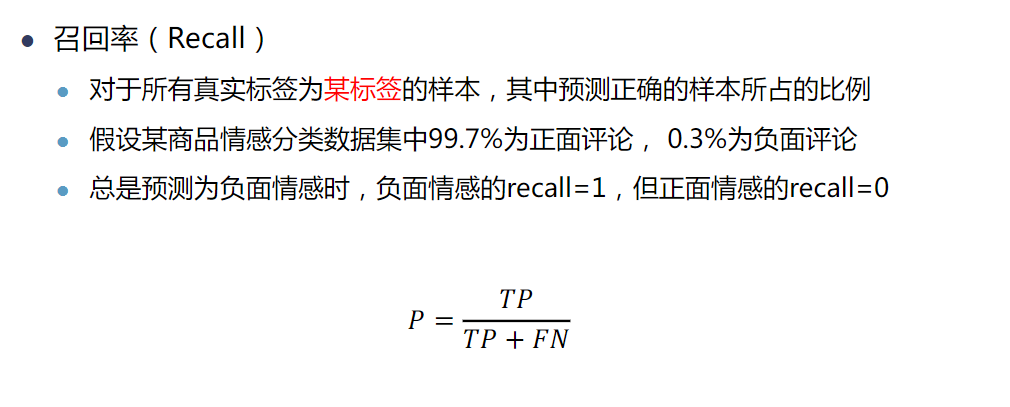 召回率（Recall）
对于所有真实标签为某标签的样本，其中预测正确的样本所占的比例
假设某商品情感分类数据集中99.7%为正面评论， 0.3%为负面评论
总是预测为负面情感时，负面情感的recall=1，但正面情感的recall=0
P = TP / (TP + FN)